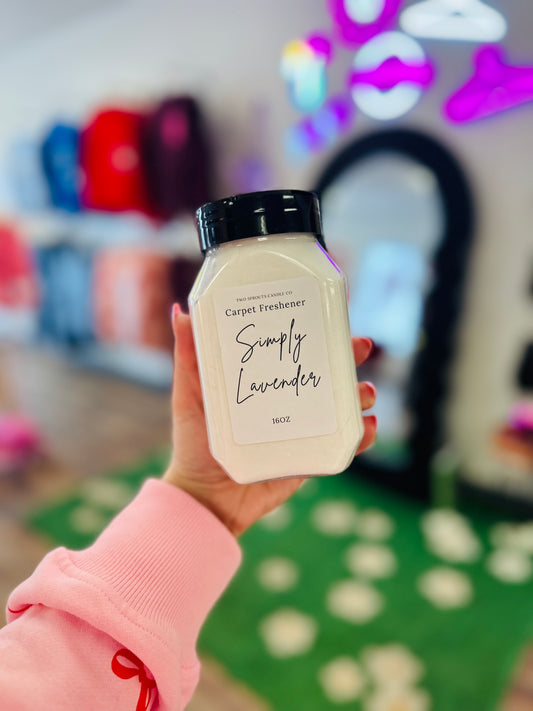 TWO SPROUTS CANDLE CO
Carpet Freshener
Simply
Lavender
16OZ